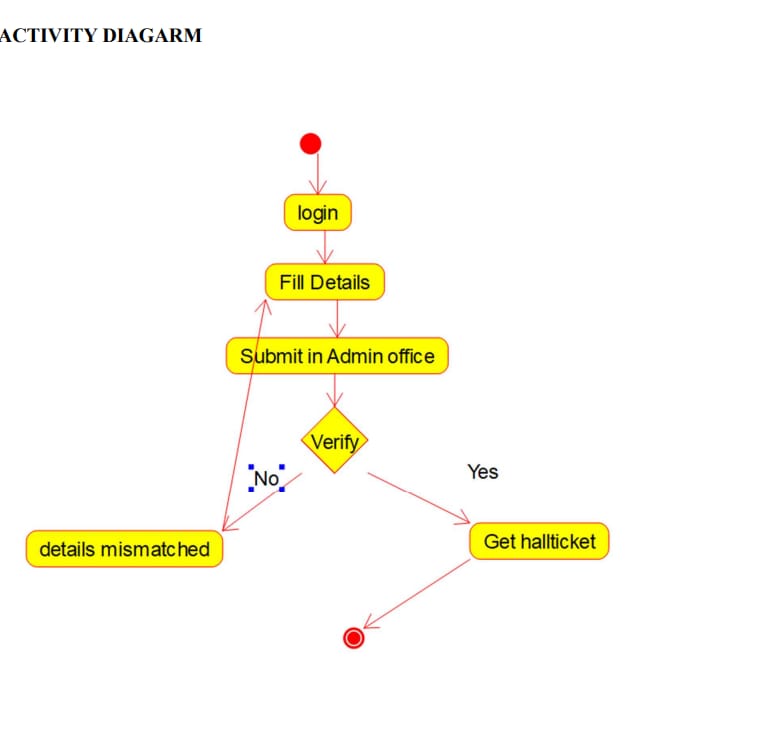 ACTIVITY DIAGARM
login
Fill Details
Submit in Admin office
Verify
No
Yes
details mismatched
Get hallticket